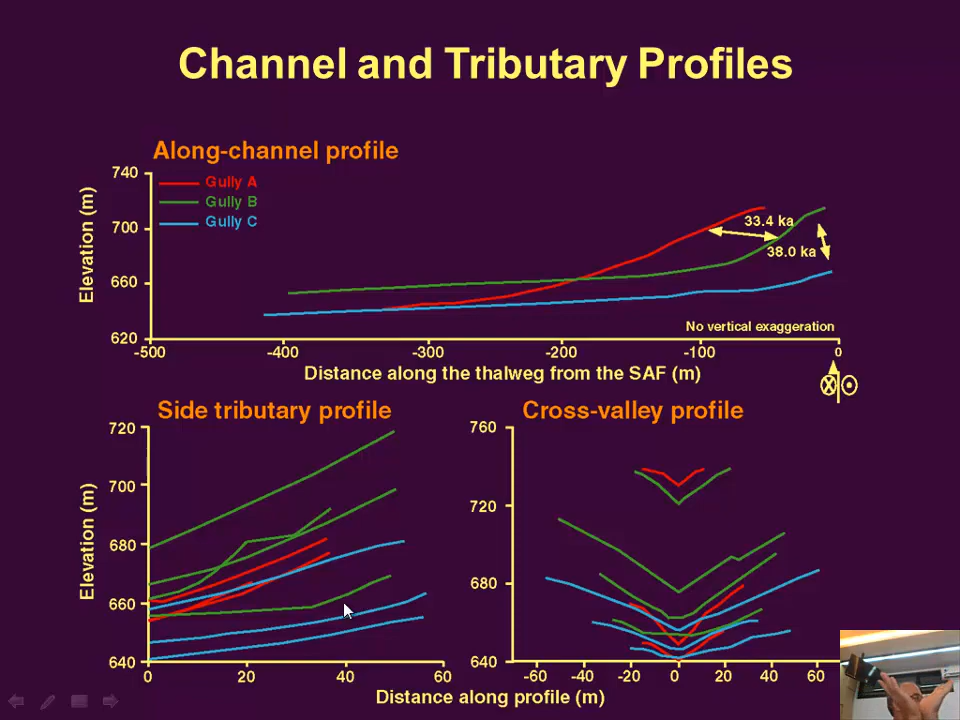 Channel and Tributary Profiles
Along-channel profile
740
700
660
620
Elevation (m)
Gully A
Gully B
Gully C
33.4 ka
38.0 ka
No vertical exaggeration
-500 -400 -300 -200 -100 0
Distance along the thalweg from the SAF (m)
Side tributary profile
720
700
680
660
640
Elevation (m)
0 20 40 60
Cross-valley profile
760
720
680
640
-60 -40 -20 0 20 40 60
Distance along profile (m)